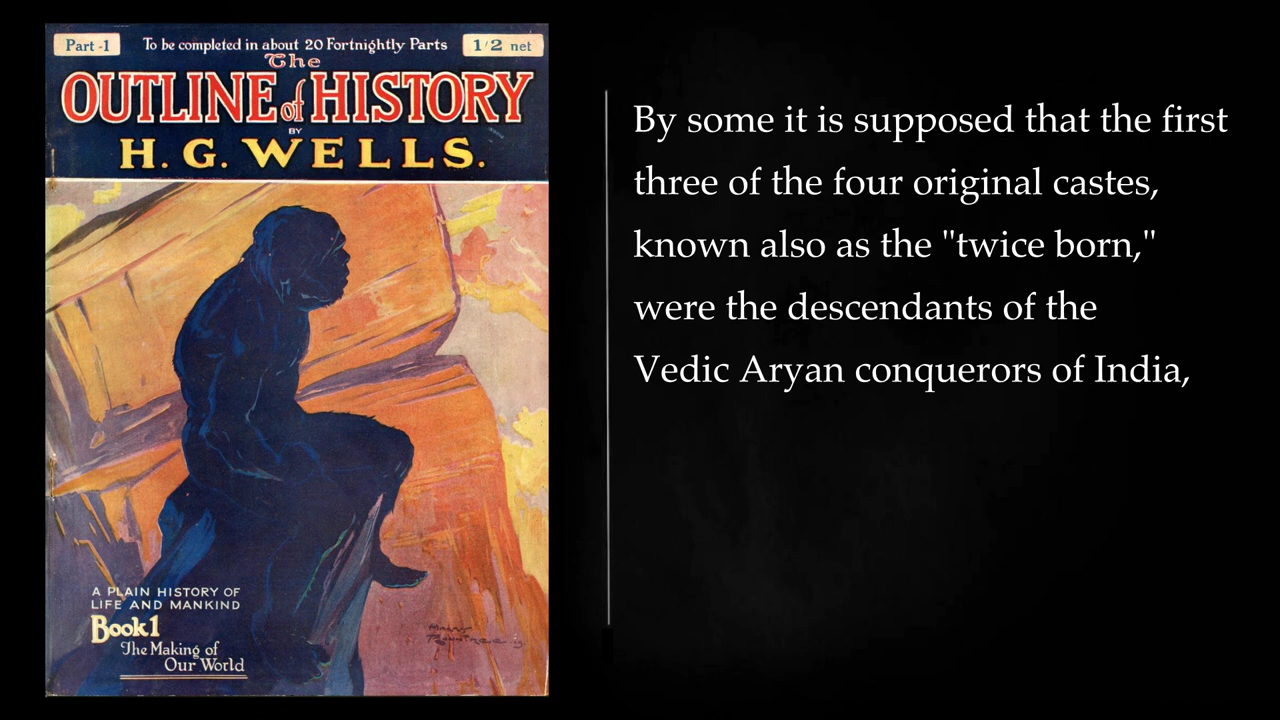 Part -1
To be completed in about 20 Fortnightly Parts
1/2 net
The
OUTLINE of HISTORY
BY
H. G. WELLS.
A PLAIN HISTORY OF
LIFE AND MANKIND
Book 1
The Making of
Our World
By some it is supposed that the first
three of the four original castes,
known also as the "twice born,"
were the descendants of the
Vedic Aryan conquerors of India,